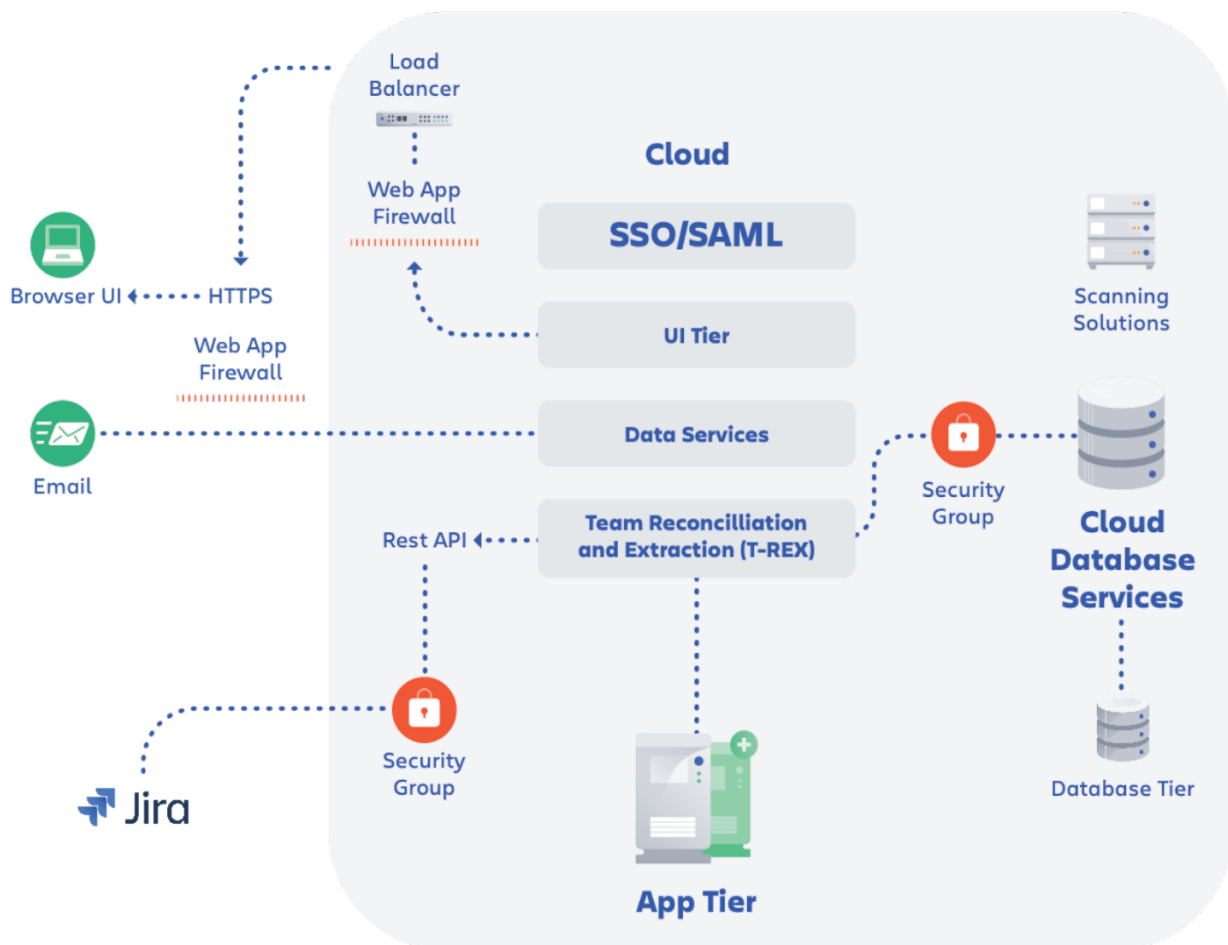 Load
Balancer
Cloud
Web App
Firewall
SSO/SAML
Browser UI
HTTPS
Scanning
Solutions
UI Tier
Web App
Firewall
Data Services
Email
Security
Group
Team Reconcilliation
and Extraction (T-REX)
Rest API
Cloud
Database
Services
Security
Group
Jira
Database Tier
App Tier